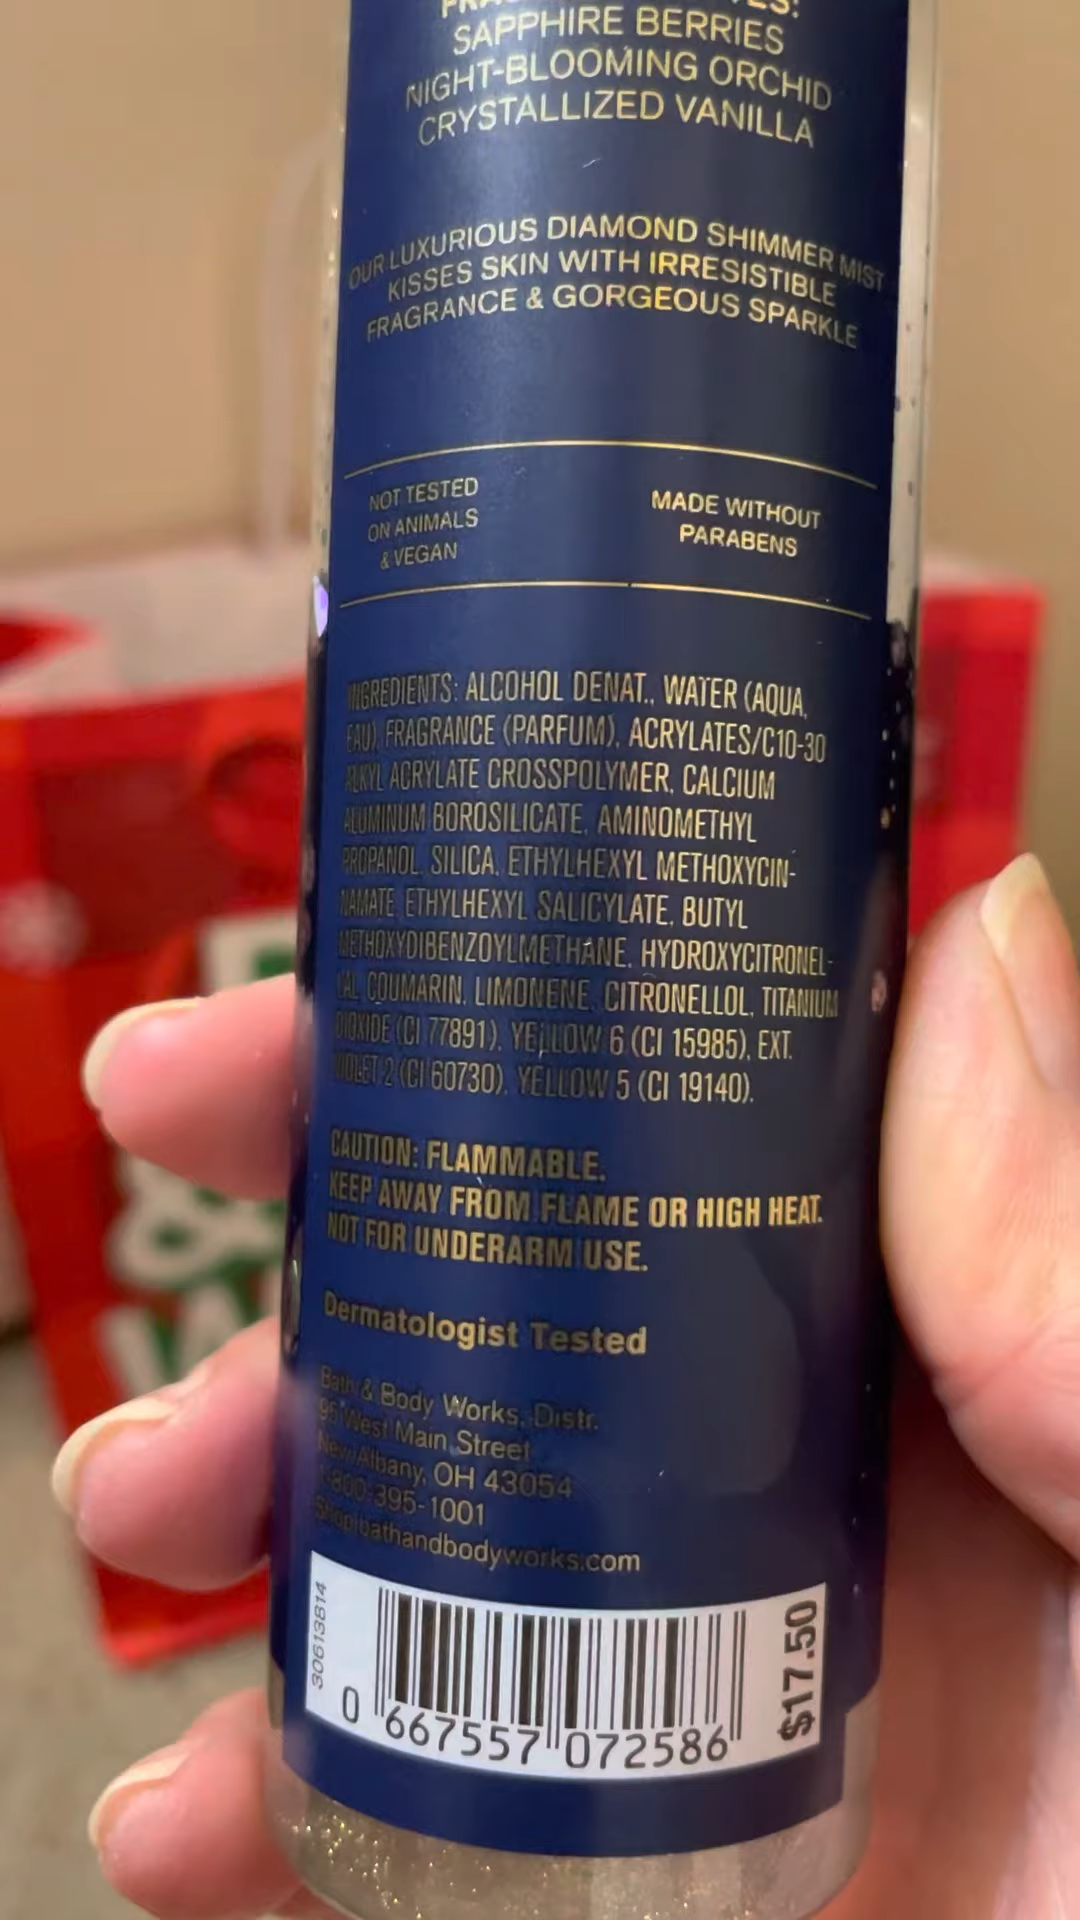 SAPPHIRE BERRIES
NIGHT-BLOOMING ORCHID
CRYSTALLIZED VANILLA
OUR LUXURIOUS DIAMOND SHIMMER MIST
KISSES SKIN WITH IRRESISTIBLE
FRAGRANCE & GORGEOUS SPARKLE
NOT TESTED
ON ANIMALS
& VEGAN
MADE WITHOUT
PARABENS
INGREDIENTS: ALCOHOL DENAT., WATER (AQUA,
EAU), FRAGRANCE (PARFUM), ACRYLATES/C10-30
ALKYL ACRYLATE CROSSPOLYMER, CALCIUM
ALUMINUM BOROSILICATE, AMINOMETHYL
PROPANOL, SILICA, ETHYLHEXYL METHOXYCIN-
NAMATE, ETHYLHEXYL SALICYLATE, BUTYL
METHOXYDIBENZOYLMETHANE, HYDROXYCITRONEL-
LAL, COUMARIN, LIMONENE, CITRONELLOL, TITANIUM
DIOXIDE (CI 77891), YELLOW 6 (CI 15985), EXT.
VIOLET 2 (CI 60730), YELLOW 5 (CI 19140).
CAUTION: FLAMMABLE.
KEEP AWAY FROM FLAME OR HIGH HEAT.
NOT FOR UNDERARM USE.
Dermatologist Tested
Bath & Body Works, Distr.
95 West Main Street
New Albany, OH 43054
1-800-395-1001
Shop bathandbodyworks.com
30613814
0 667557 072586
$17.50